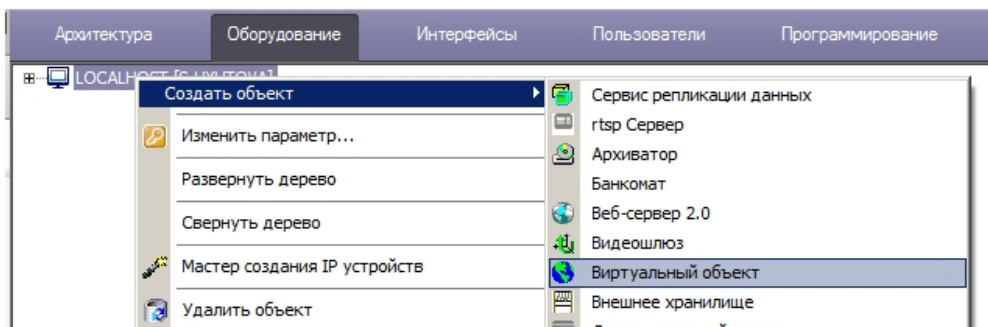 Архитектура Оборудование Интерфейсы Пользователи Программирование
LOCALHOST
Создать объект
Изменить параметр...
Развернуть дерево
Свернуть дерево
Мастер создания IP устройств
Удалить объект
Сервис репликации данных
rtsp Сервер
Архиватор
Банкомат
Веб-сервер 2.0
Видеошлюз
Виртуальный объект
Внешнее хранилище